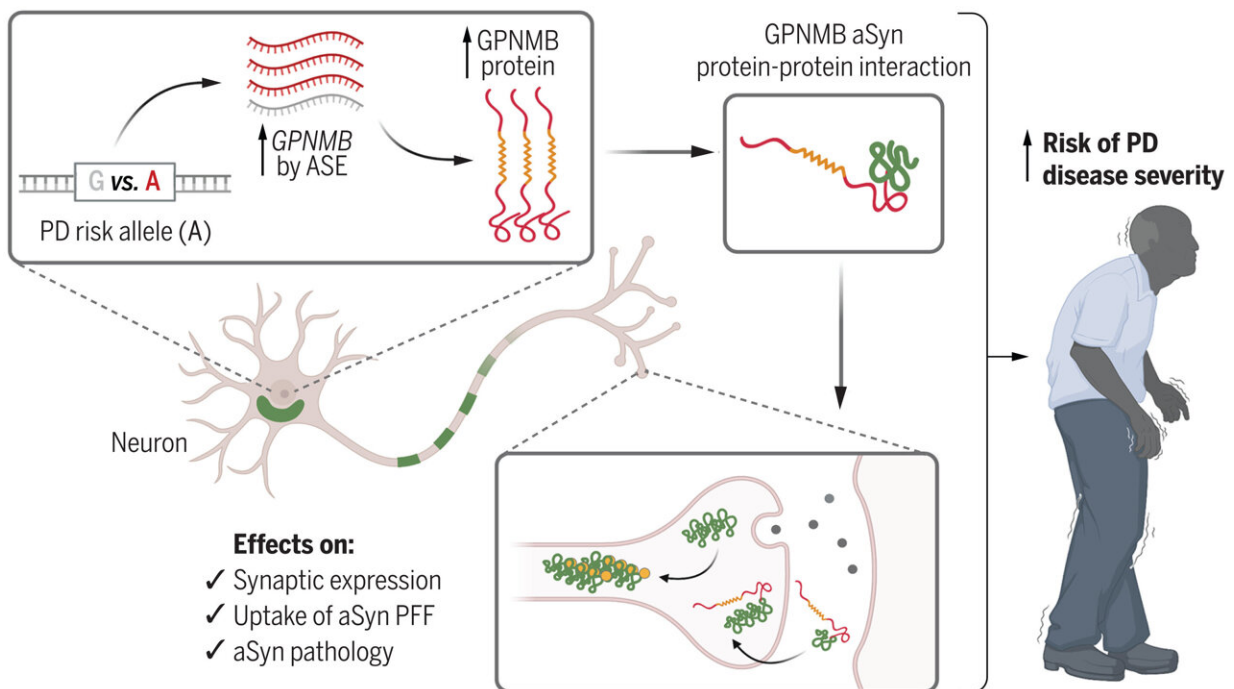 G vs. A
PD risk allele (A)
GPNMB
by ASE
GPNMB
protein
GPNMB aSyn
protein-protein interaction
Risk of PD
disease severity
Neuron
Effects on:
✓ Synaptic expression
✓ Uptake of aSyn PFF
✓ aSyn pathology